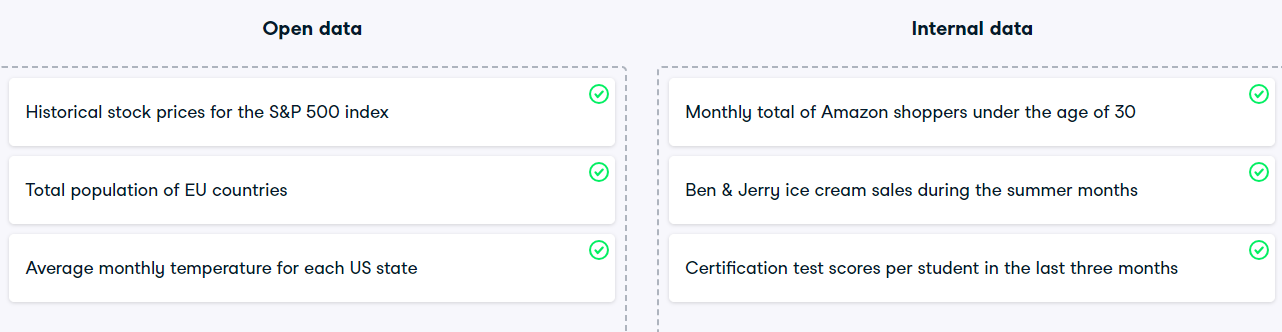 Open data
Historical stock prices for the S&P 500 index
Total population of EU countries
Average monthly temperature for each US state
Internal data
Monthly total of Amazon shoppers under the age of 30
Ben & Jerry ice cream sales during the summer months
Certification test scores per student in the last three months